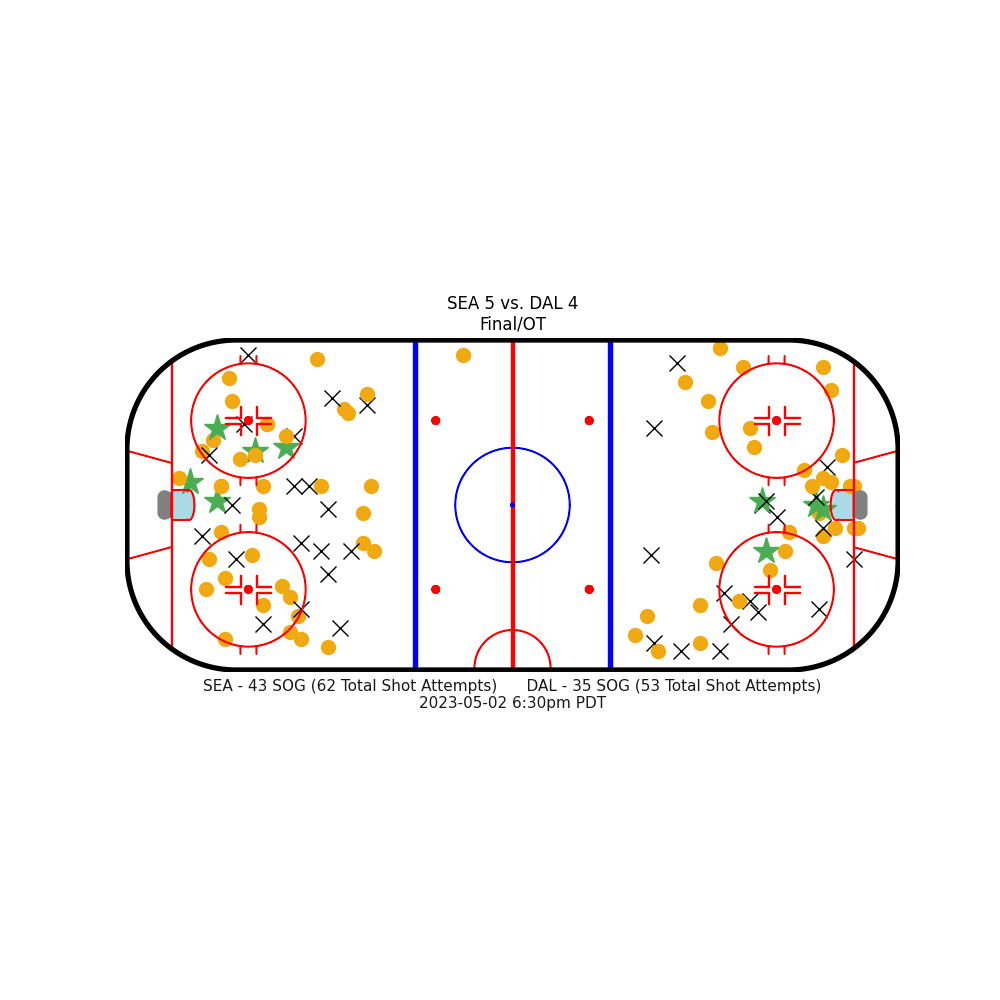 SEA 5 vs. DAL 4
Final/OT
SEA - 43 SOG (62 Total Shot Attempts) DAL - 35 SOG (53 Total Shot Attempts)
2023-05-02 6:30pm PDT